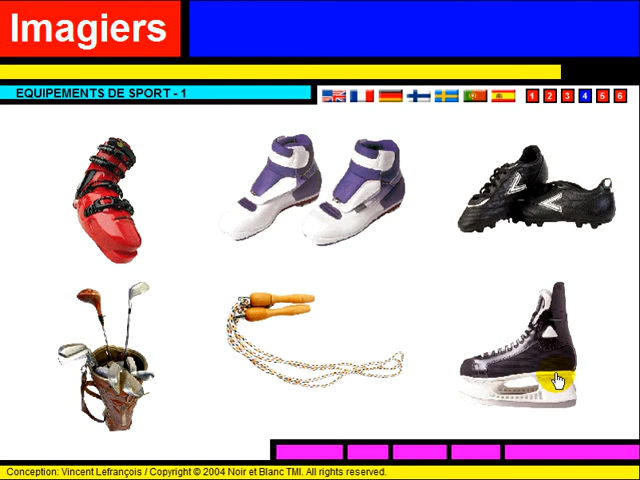 Imagiers
EQUIPEMENTS DE SPORT - 1
1 2 3 4 5 6
Conception: Vincent Lefrançois / Copyright © 2004 Noir et Blanc TMI. All rights reserved.